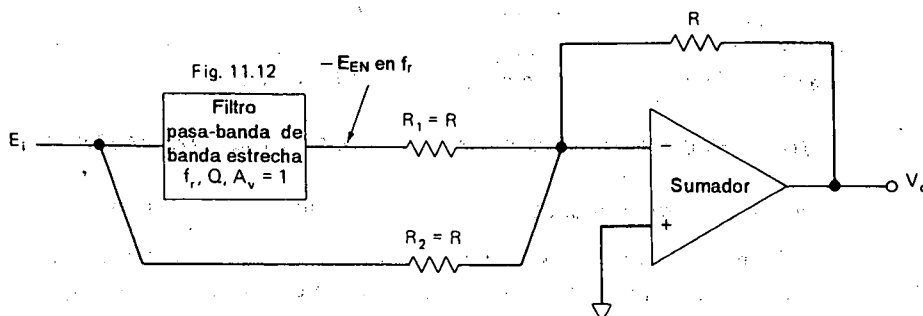 R
Fig. 11.12
−E_EN en f_r
Filtro
pasa-banda de
banda estrecha
f_r, Q, A_v = 1
E_i
R_1 = R
−
Sumador
+
V_o
R_2 = R